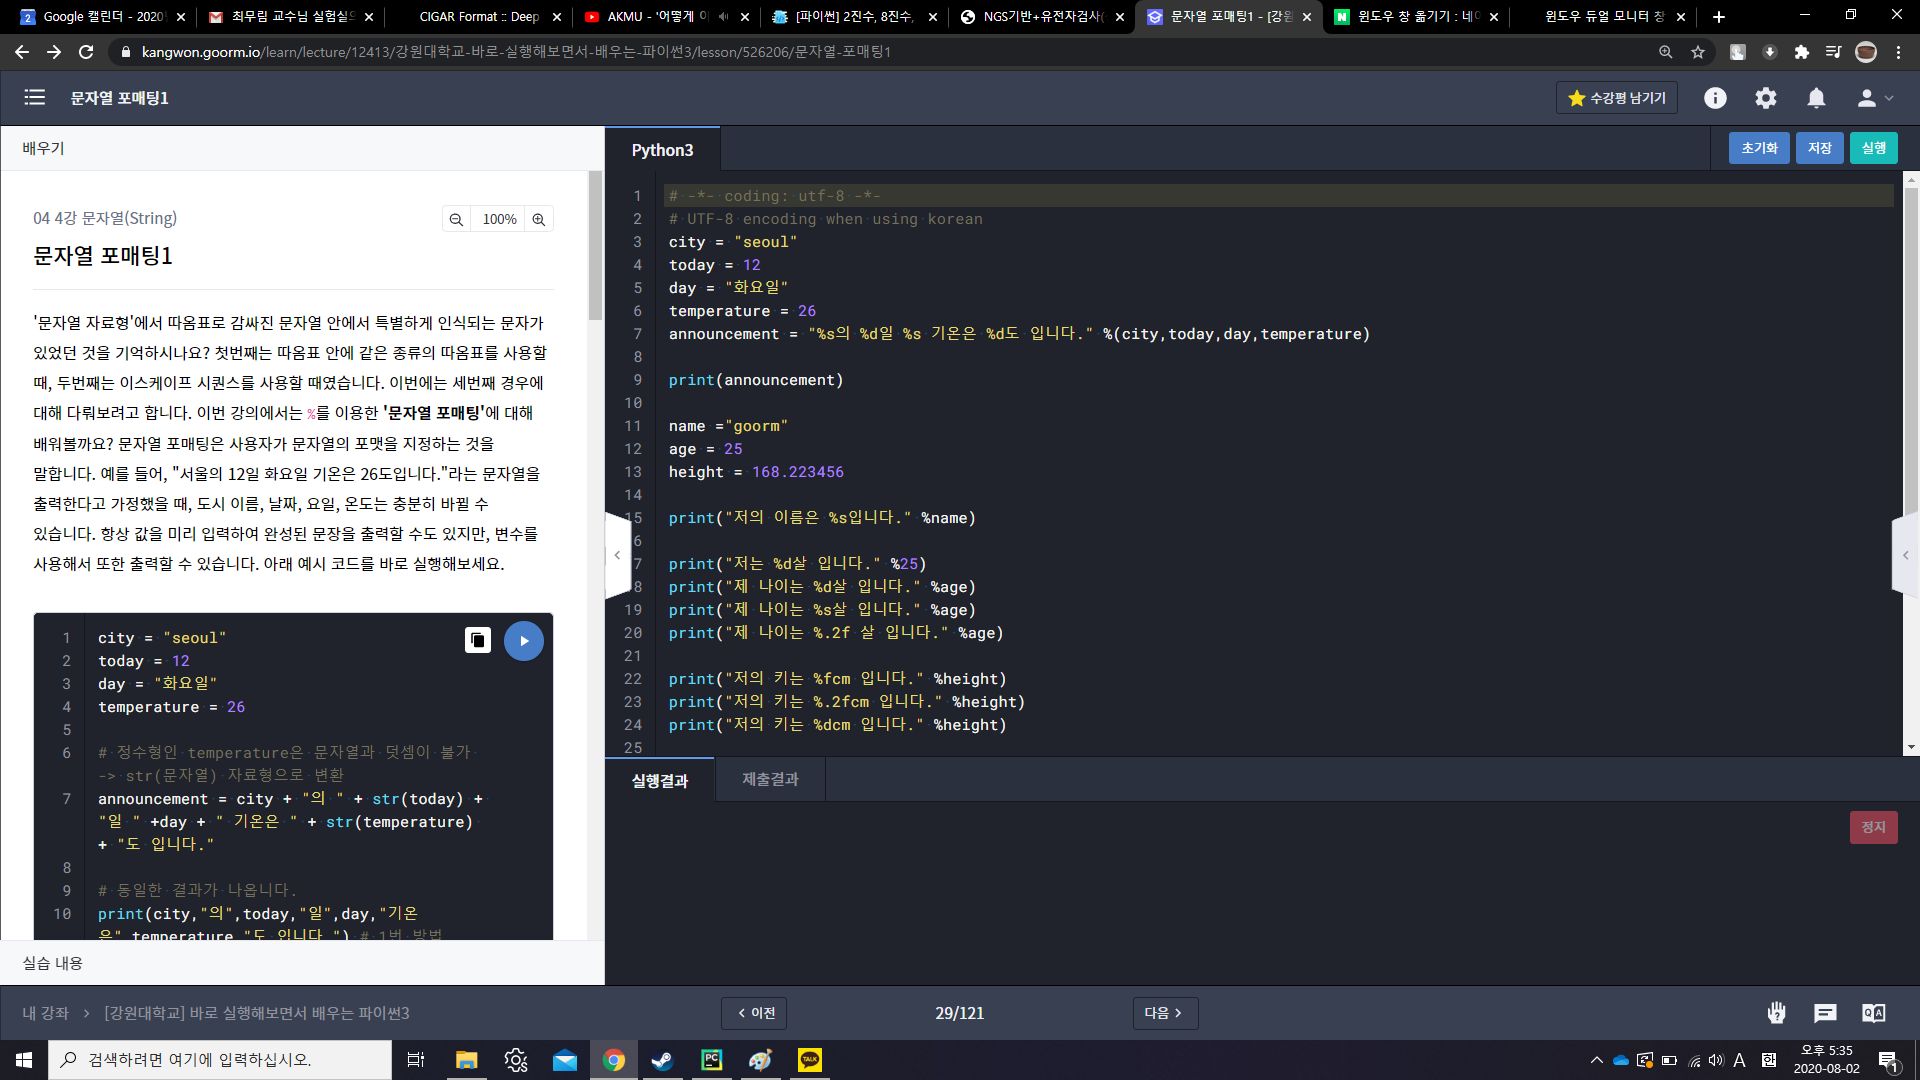 Google 캘린더 - 2020
최무림 교수님 실험실
CIGAR Format :: Deep
AKMU - '어떻게 이
[파이썬] 2진수, 8진수,
NGS기반+유전자검사
문자열 포매팅1 - [강원
윈도우 창 옮기기 : 네
윈도우 듀얼 모니터 창
kangwon.goorm.io/learn/lecture/12413/강원대학교-바로-실행해보면서-배우는-파이썬3/lesson/526206/문자열-포매팅1
문자열 포매팅1
수강평 남기기
배우기
Python3
초기화
저장
실행
04 4강 문자열(String)
100%
문자열 포매팅1
'문자열 자료형'에서 따옴표로 감싸진 문자열 안에서 특별하게 인식되는 문자가
있었던 것을 기억하시나요? 첫번째는 따옴표 안에 같은 종류의 따옴표를 사용할
때, 두번째는 이스케이프 시퀀스를 사용할 때였습니다. 이번에는 세번째 경우에
대해 다뤄보려고 합니다. 이번 강의에서는 %를 이용한 '문자열 포매팅'에 대해
배워볼까요? 문자열 포매팅은 사용자가 문자열의 포맷을 지정하는 것을
말합니다. 예를 들어, "서울의 12일 화요일 기온은 26도입니다."라는 문자열을
출력한다고 가정했을 때, 도시 이름, 날짜, 요일, 온도는 충분히 바뀔 수
있습니다. 항상 값을 미리 입력하여 완성된 문장을 출력할 수도 있지만, 변수를
사용해서 또한 출력할 수 있습니다. 아래 예시 코드를 바로 실행해보세요.
1 city = "seoul"
2 today = 12
3 day = "화요일"
4 temperature = 26
5
6 # 정수형인 temperature은 문자열과 덧셈이 불가
-> str(문자열) 자료형으로 변환
7 announcement = city + "의 " + str(today) +
"일 " +day + " 기온은 " + str(temperature)
+ "도 입니다."
8
9 # 동일한 결과가 나옵니다.
10 print(city,"의",today,"일",day,"기온
은",temperature,"도 입니다.") # 1번 방법
실습 내용
1 # -*- coding: utf-8 -*-
2 # UTF-8 encoding when using korean
3 city = "seoul"
4 today = 12
5 day = "화요일"
6 temperature = 26
7 announcement = "%s의 %d일 %s 기온은 %d도 입니다." %(city,today,day,temperature)
8
9 print(announcement)
10
11 name ="goorm"
12 age = 25
13 height = 168.223456
14
15 print("저의 이름은 %s입니다." %name)
6
7 print("저는 %d살 입니다." %25)
8 print("제 나이는 %d살 입니다." %age)
19 print("제 나이는 %s살 입니다." %age)
20 print("제 나이는 %.2f 살 입니다." %age)
21
22 print("저의 키는 %fcm 입니다." %height)
23 print("저의 키는 %.2fcm 입니다." %height)
24 print("저의 키는 %dcm 입니다." %height)
25
실행결과
제출결과
정지
내 강좌 > [강원대학교] 바로 실행해보면서 배우는 파이썬3
< 이전
29/121
다음 >
검색하려면 여기에 입력하십시오.
PC
TALK
A
한
오후 5:35
2020-08-02
1